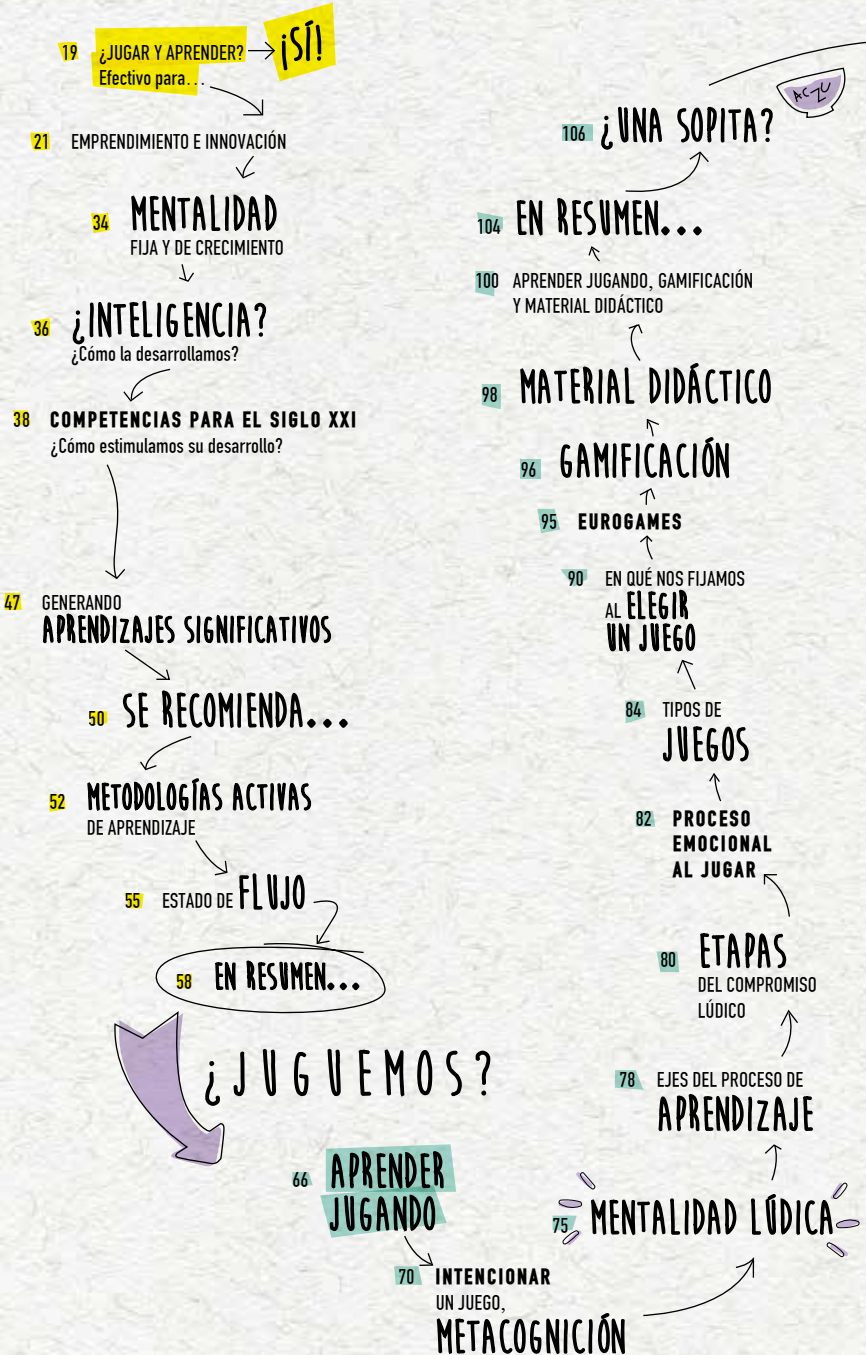 19 ¿JUGAR Y APRENDER? ¡SÍ!
Efectivo para...
21 EMPRENDIMIENTO E INNOVACIÓN
34 MENTALIDAD
FIJA Y DE CRECIMIENTO
36 ¿INTELIGENCIA?
¿Cómo la desarrollamos?
38 COMPETENCIAS PARA EL SIGLO XXI
¿Cómo estimulamos su desarrollo?
47 GENERANDO
APRENDIZAJES SIGNIFICATIVOS
50 SE RECOMIENDA...
52 METODOLOGÍAS ACTIVAS
DE APRENDIZAJE
55 ESTADO DE FLUJO
58 EN RESUMEN...
¿JUGUEMOS?
66 APRENDER
JUGANDO
70 INTENCIONAR
UN JUEGO,
METACOGNICIÓN
75 MENTALIDAD LÚDICA
78 EJES DEL PROCESO DE
APRENDIZAJE
80 ETAPAS
DEL COMPROMISO
LÚDICO
82 PROCESO
EMOCIONAL
AL JUGAR
84 TIPOS DE
JUEGOS
90 EN QUÉ NOS FIJAMOS
AL ELEGIR
UN JUEGO
95 EUROGAMES
96 GAMIFICACIÓN
98 MATERIAL DIDÁCTICO
100 APRENDER JUGANDO, GAMIFICACIÓN
Y MATERIAL DIDÁCTICO
104 EN RESUMEN...
106 ¿UNA SOPITA?
ACZU